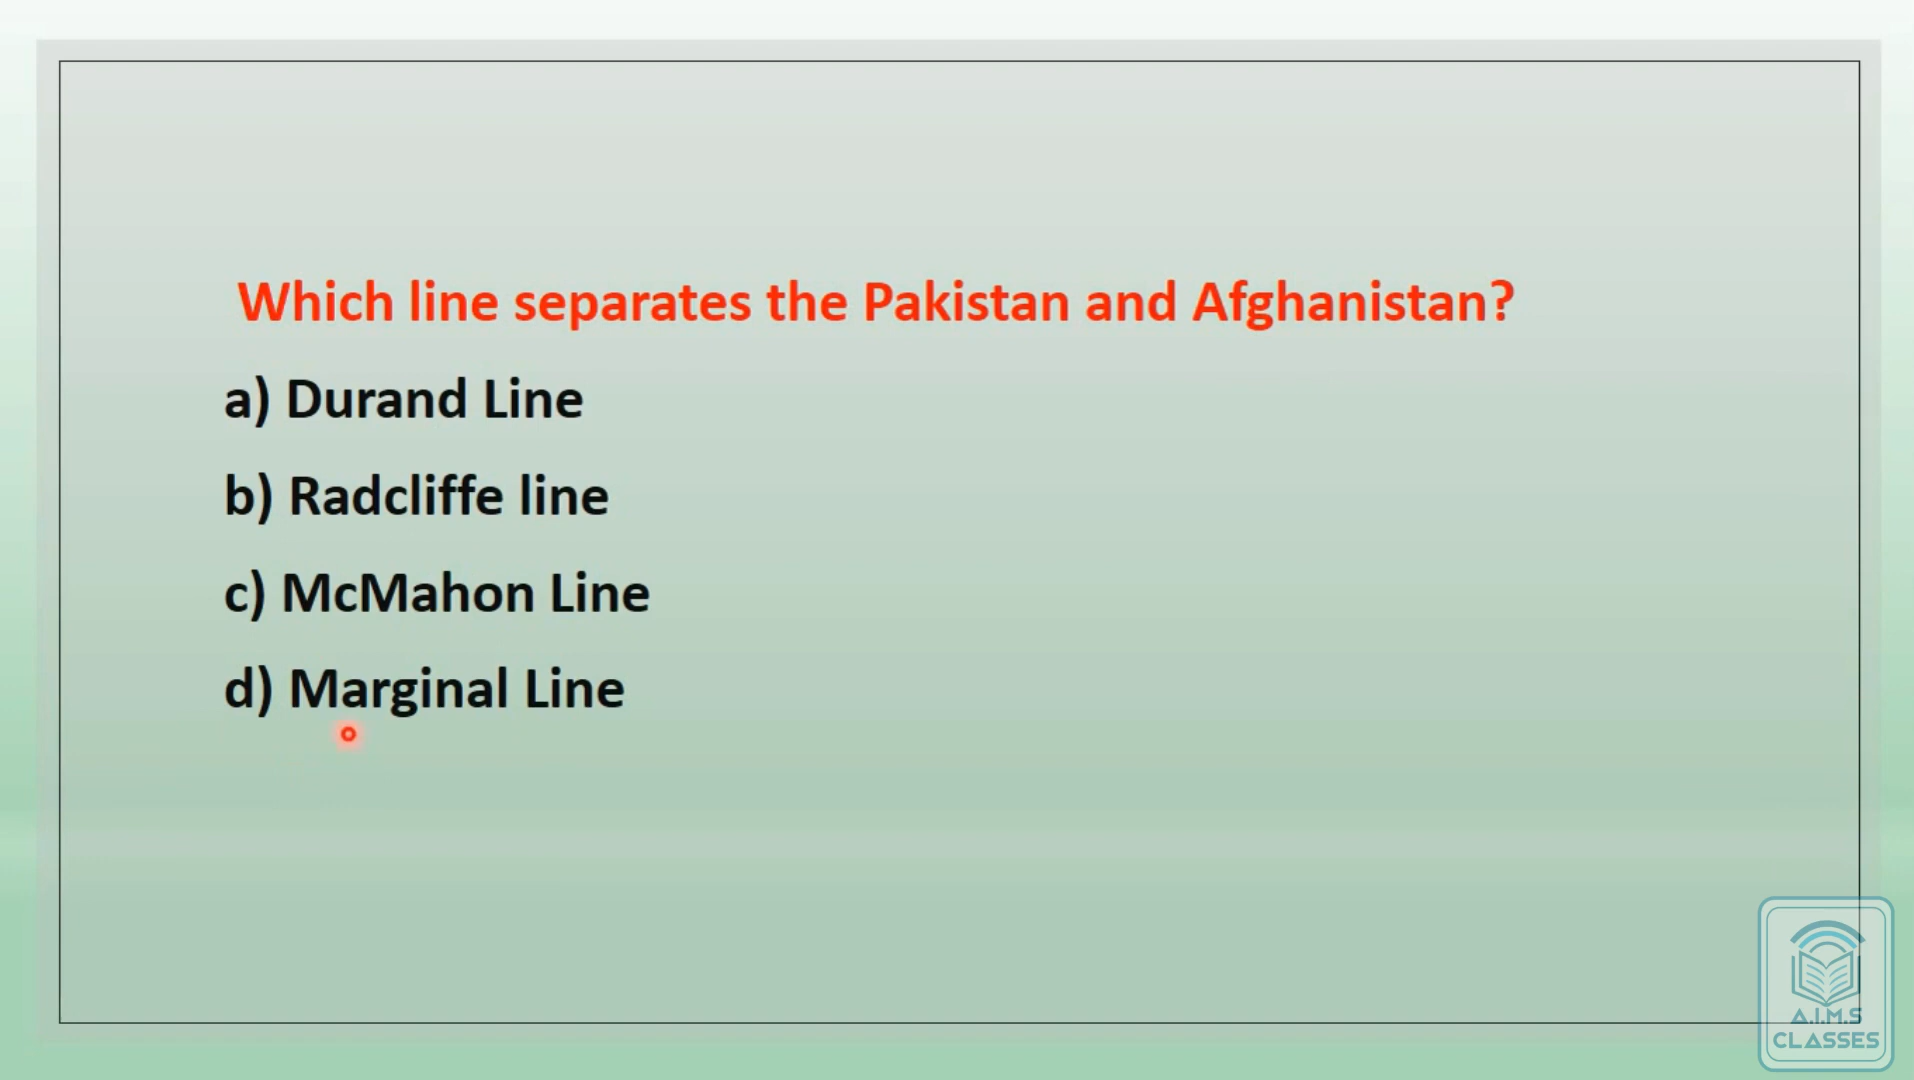 Which line separates the Pakistan and Afghanistan?
a) Durand Line
b) Radcliffe line
c) McMahon Line
d) Marginal Line
A.I.M.S
CLASSES